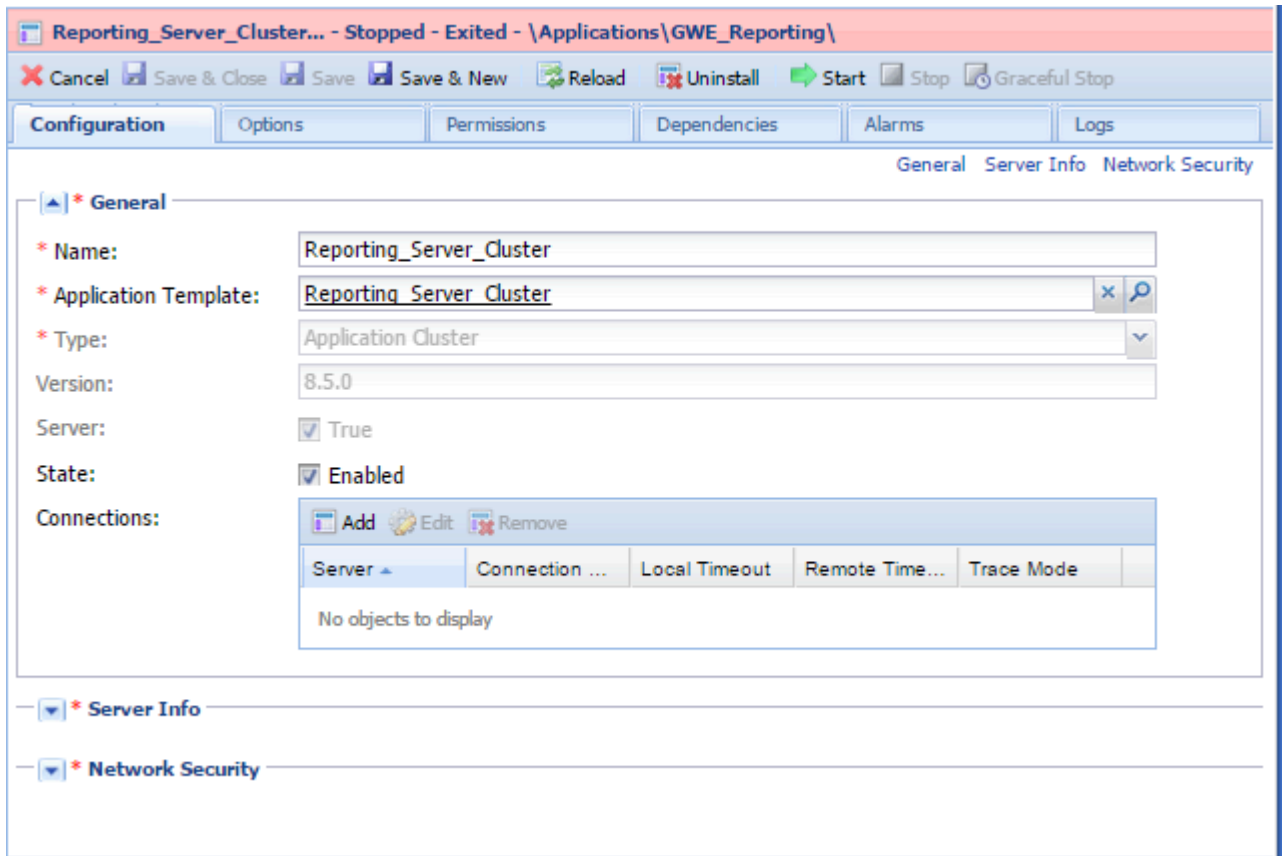 Reporting_Server_Cluster... - Stopped - Exited - \Applications\GWE_Reporting\
Cancel Save & Close Save Save & New Reload Uninstall Start Stop Graceful Stop
Configuration Options Permissions Dependencies Alarms Logs
General Server Info Network Security
* General
* Name: Reporting_Server_Cluster
* Application Template: Reporting_Server_Cluster
* Type: Application Cluster
Version: 8.5.0
Server: True
State: Enabled
Connections: Add Edit Remove
Server Connection ... Local Timeout Remote Time... Trace Mode
No objects to display
* Server Info
* Network Security